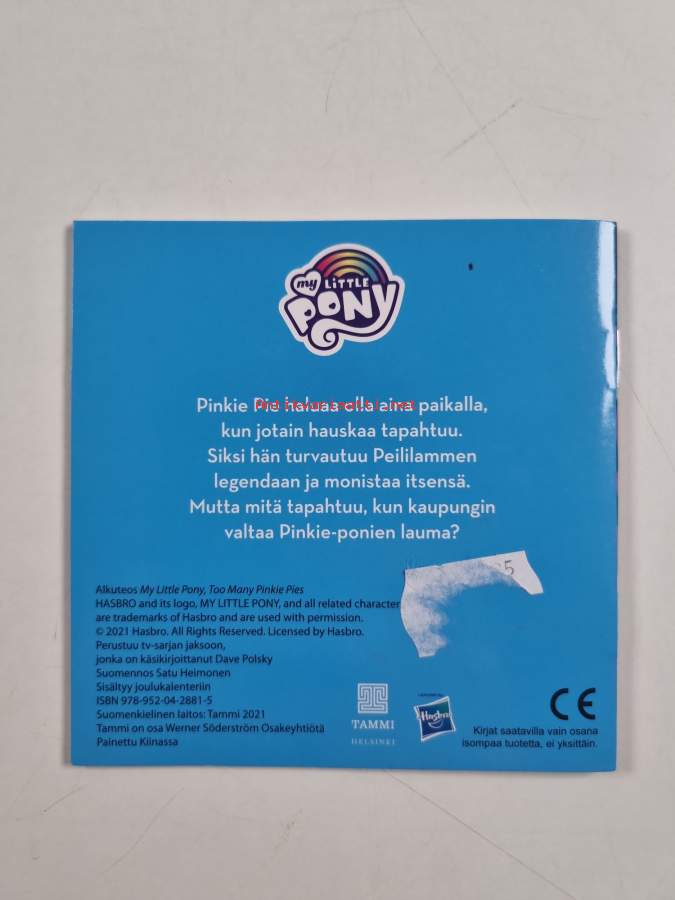 my LiTTLE
PONY
Pinkie Pie haluaa olla aina paikalla,
kun jotain hauskaa tapahtuu.
Siksi hän turvautuu Peililammen
legendaan ja monistaa itsensä.
Mutta mitä tapahtuu, kun kaupungin
valtaa Pinkie-ponien lauma?
Antikvariaatti.net
5
Alkuteos My Little Pony, Too Many Pinkie Pies
HASBRO and its logo, MY LITTLE PONY, and all related character
are trademarks of Hasbro and are used with permission.
© 2021 Hasbro. All Rights Reserved. Licensed by Hasbro.
Perustuu tv-sarjan jaksoon,
jonka on käsikirjoittanut Dave Polsky
Suomennos Satu Heimonen
Sisältyy joulukalenteriin
ISBN 978-952-04-2881-5
Suomenkielinen laitos: Tammi 2021
Tammi on osa Werner Söderström Osakeyhtiötä
Painettu Kiinassa
TAMMI
HELSINKI
Hasbro
CE
Kirjat saatavilla vain osana
isompaa tuotetta, ei yksittäin.